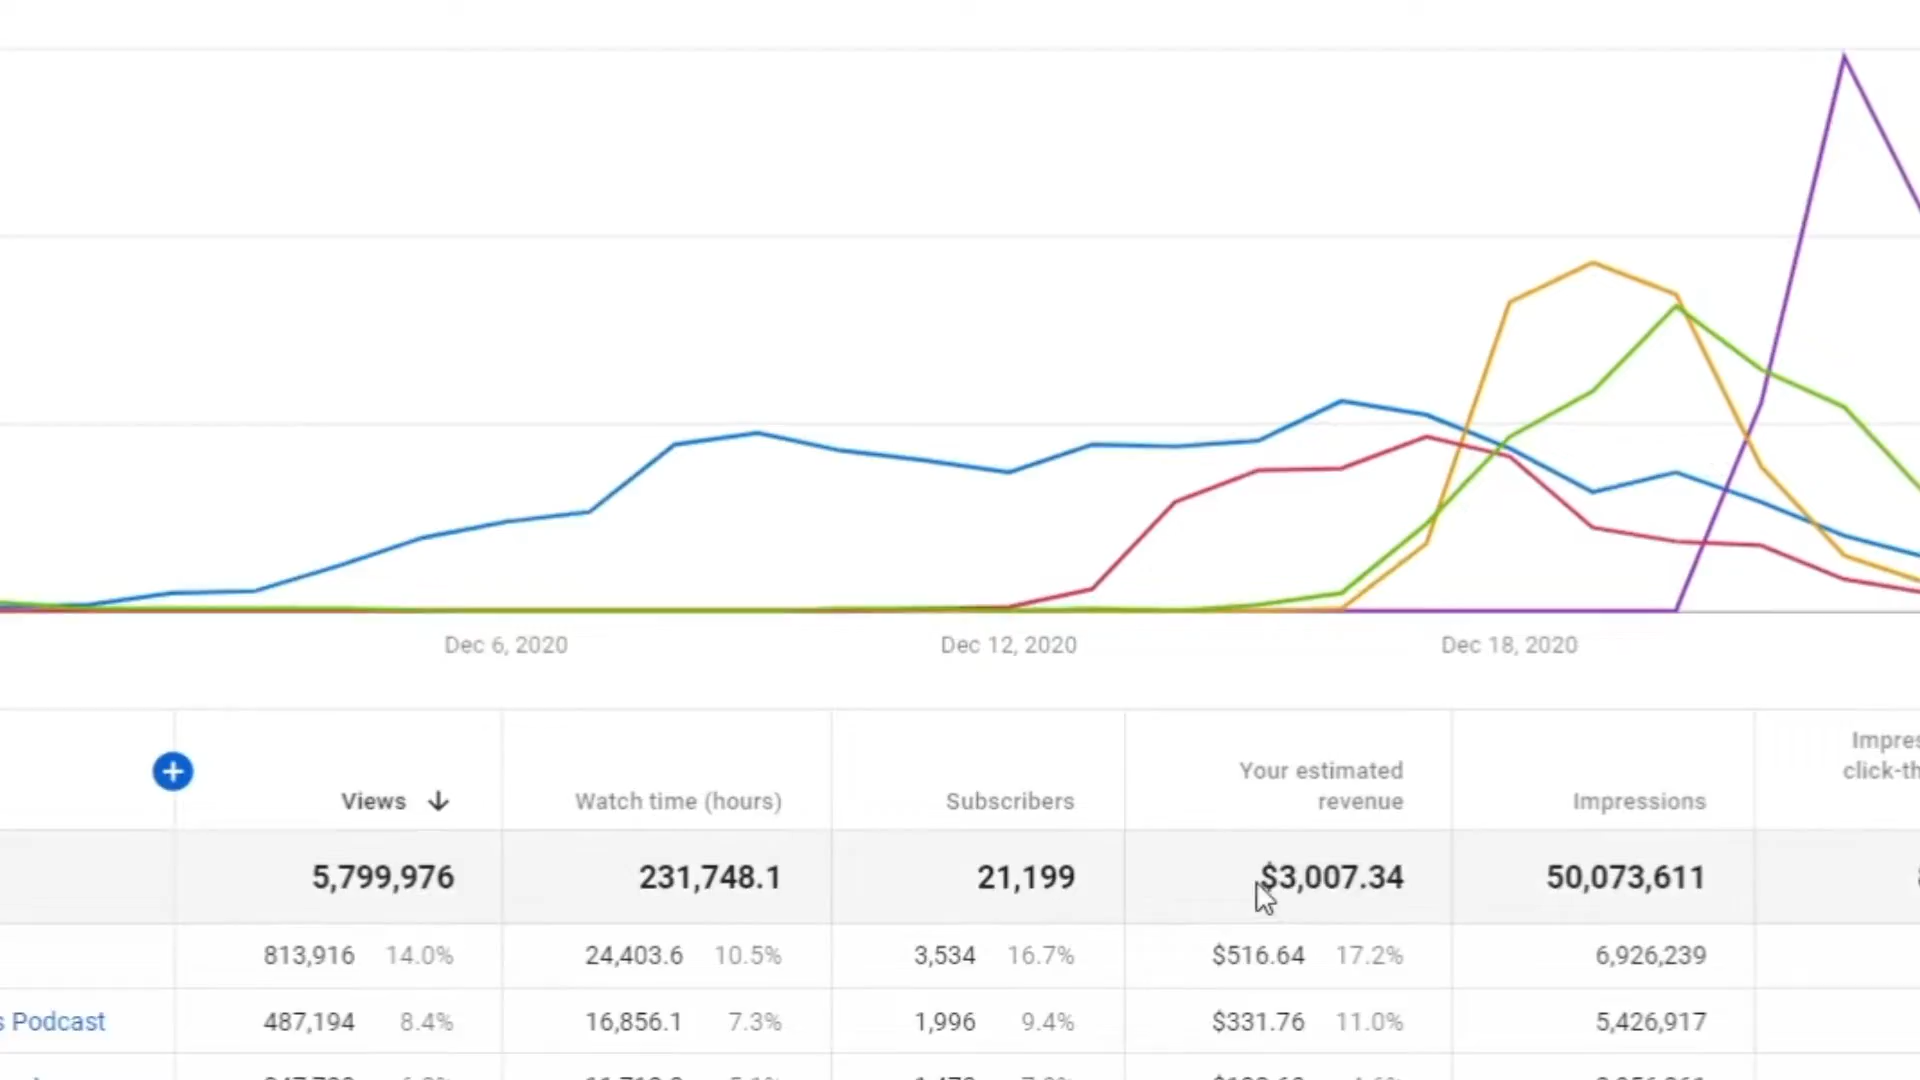 Dec 6, 2020 Dec 12, 2020 Dec 18, 2020
Your estimated
revenue
Views Watch time (hours) Subscribers Impressions
5,799,976 231,748.1 21,199 $3,007.34 50,073,611
813,916 14.0% 24,403.6 10.5% 3,534 16.7% $516.64 17.2% 6,926,239
Podcast 487,194 8.4% 16,856.1 7.3% 1,996 9.4% $331.76 11.0% 5,426,917